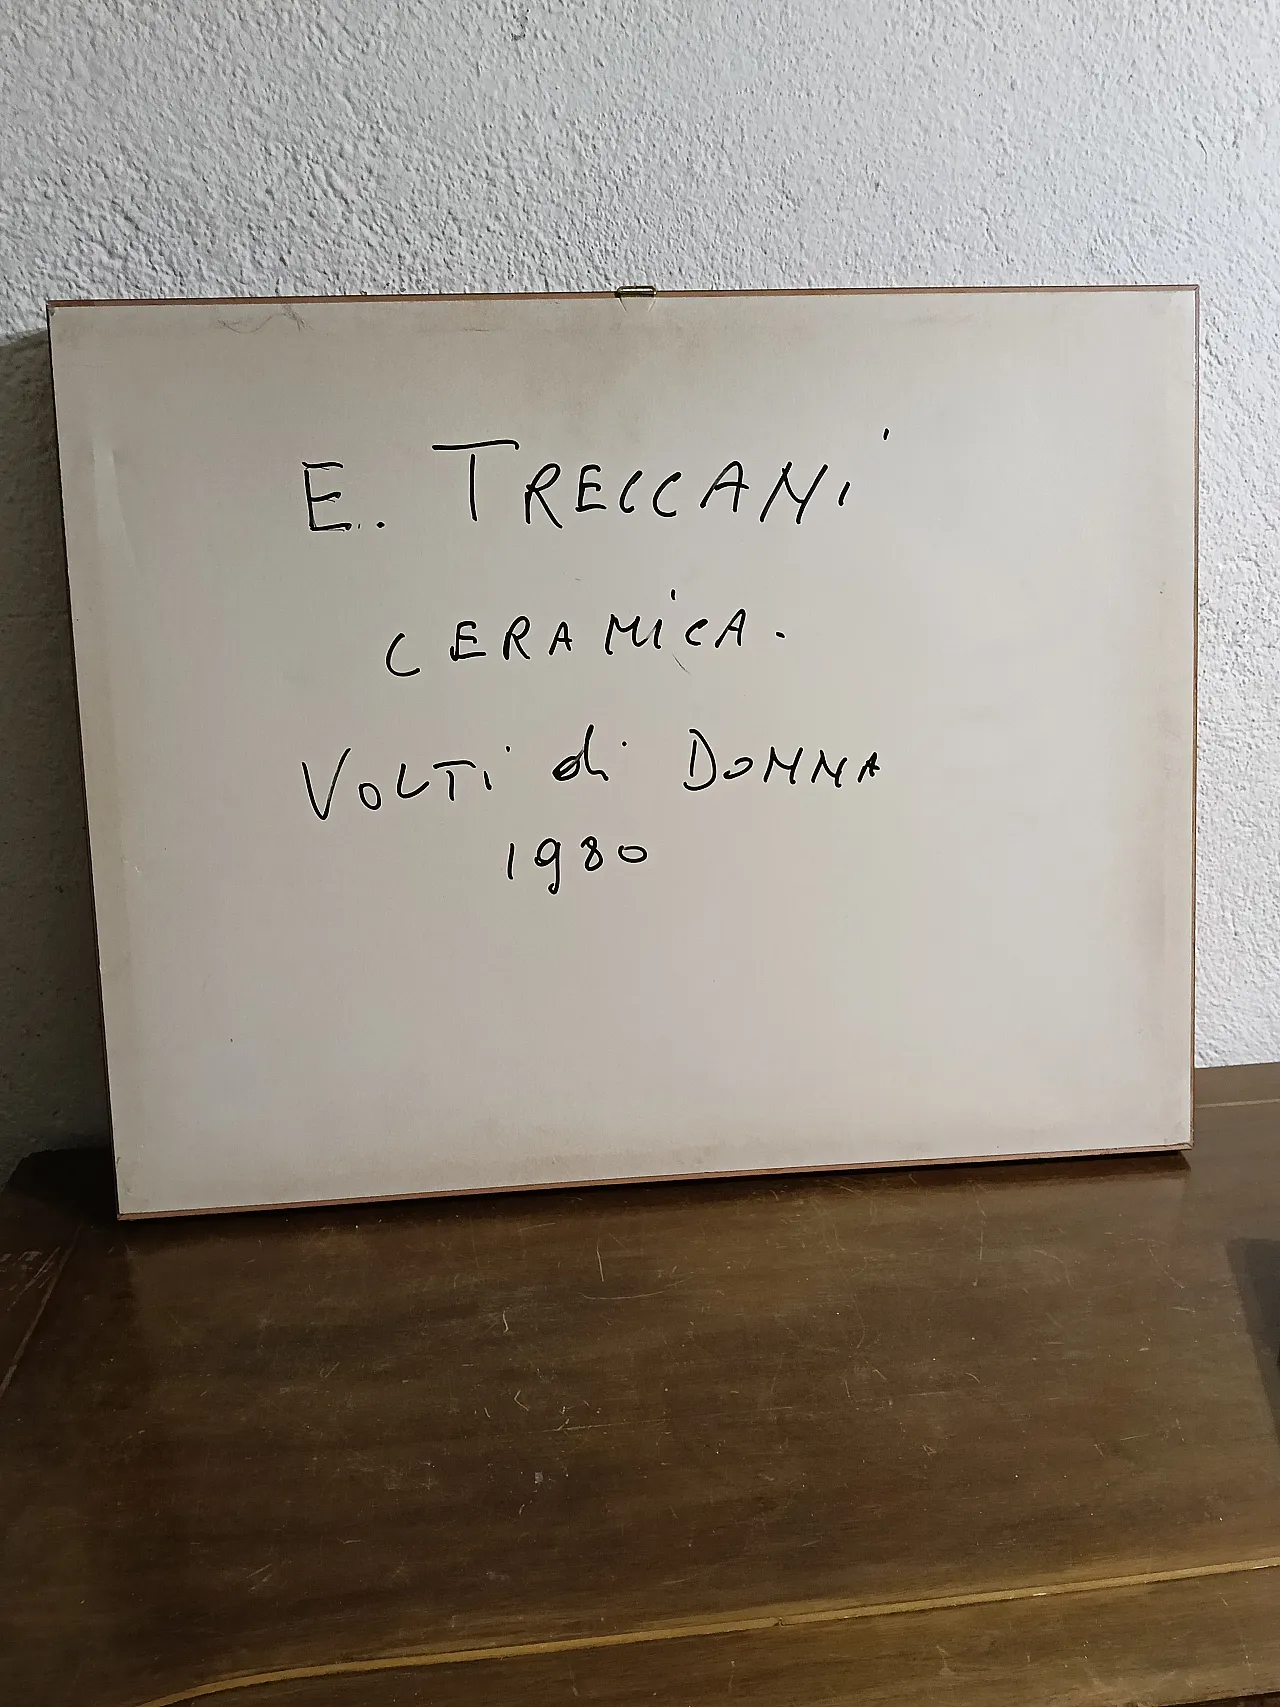 E. TRECCANi
CERAMiCA.
VOLTi di DONNA
1980